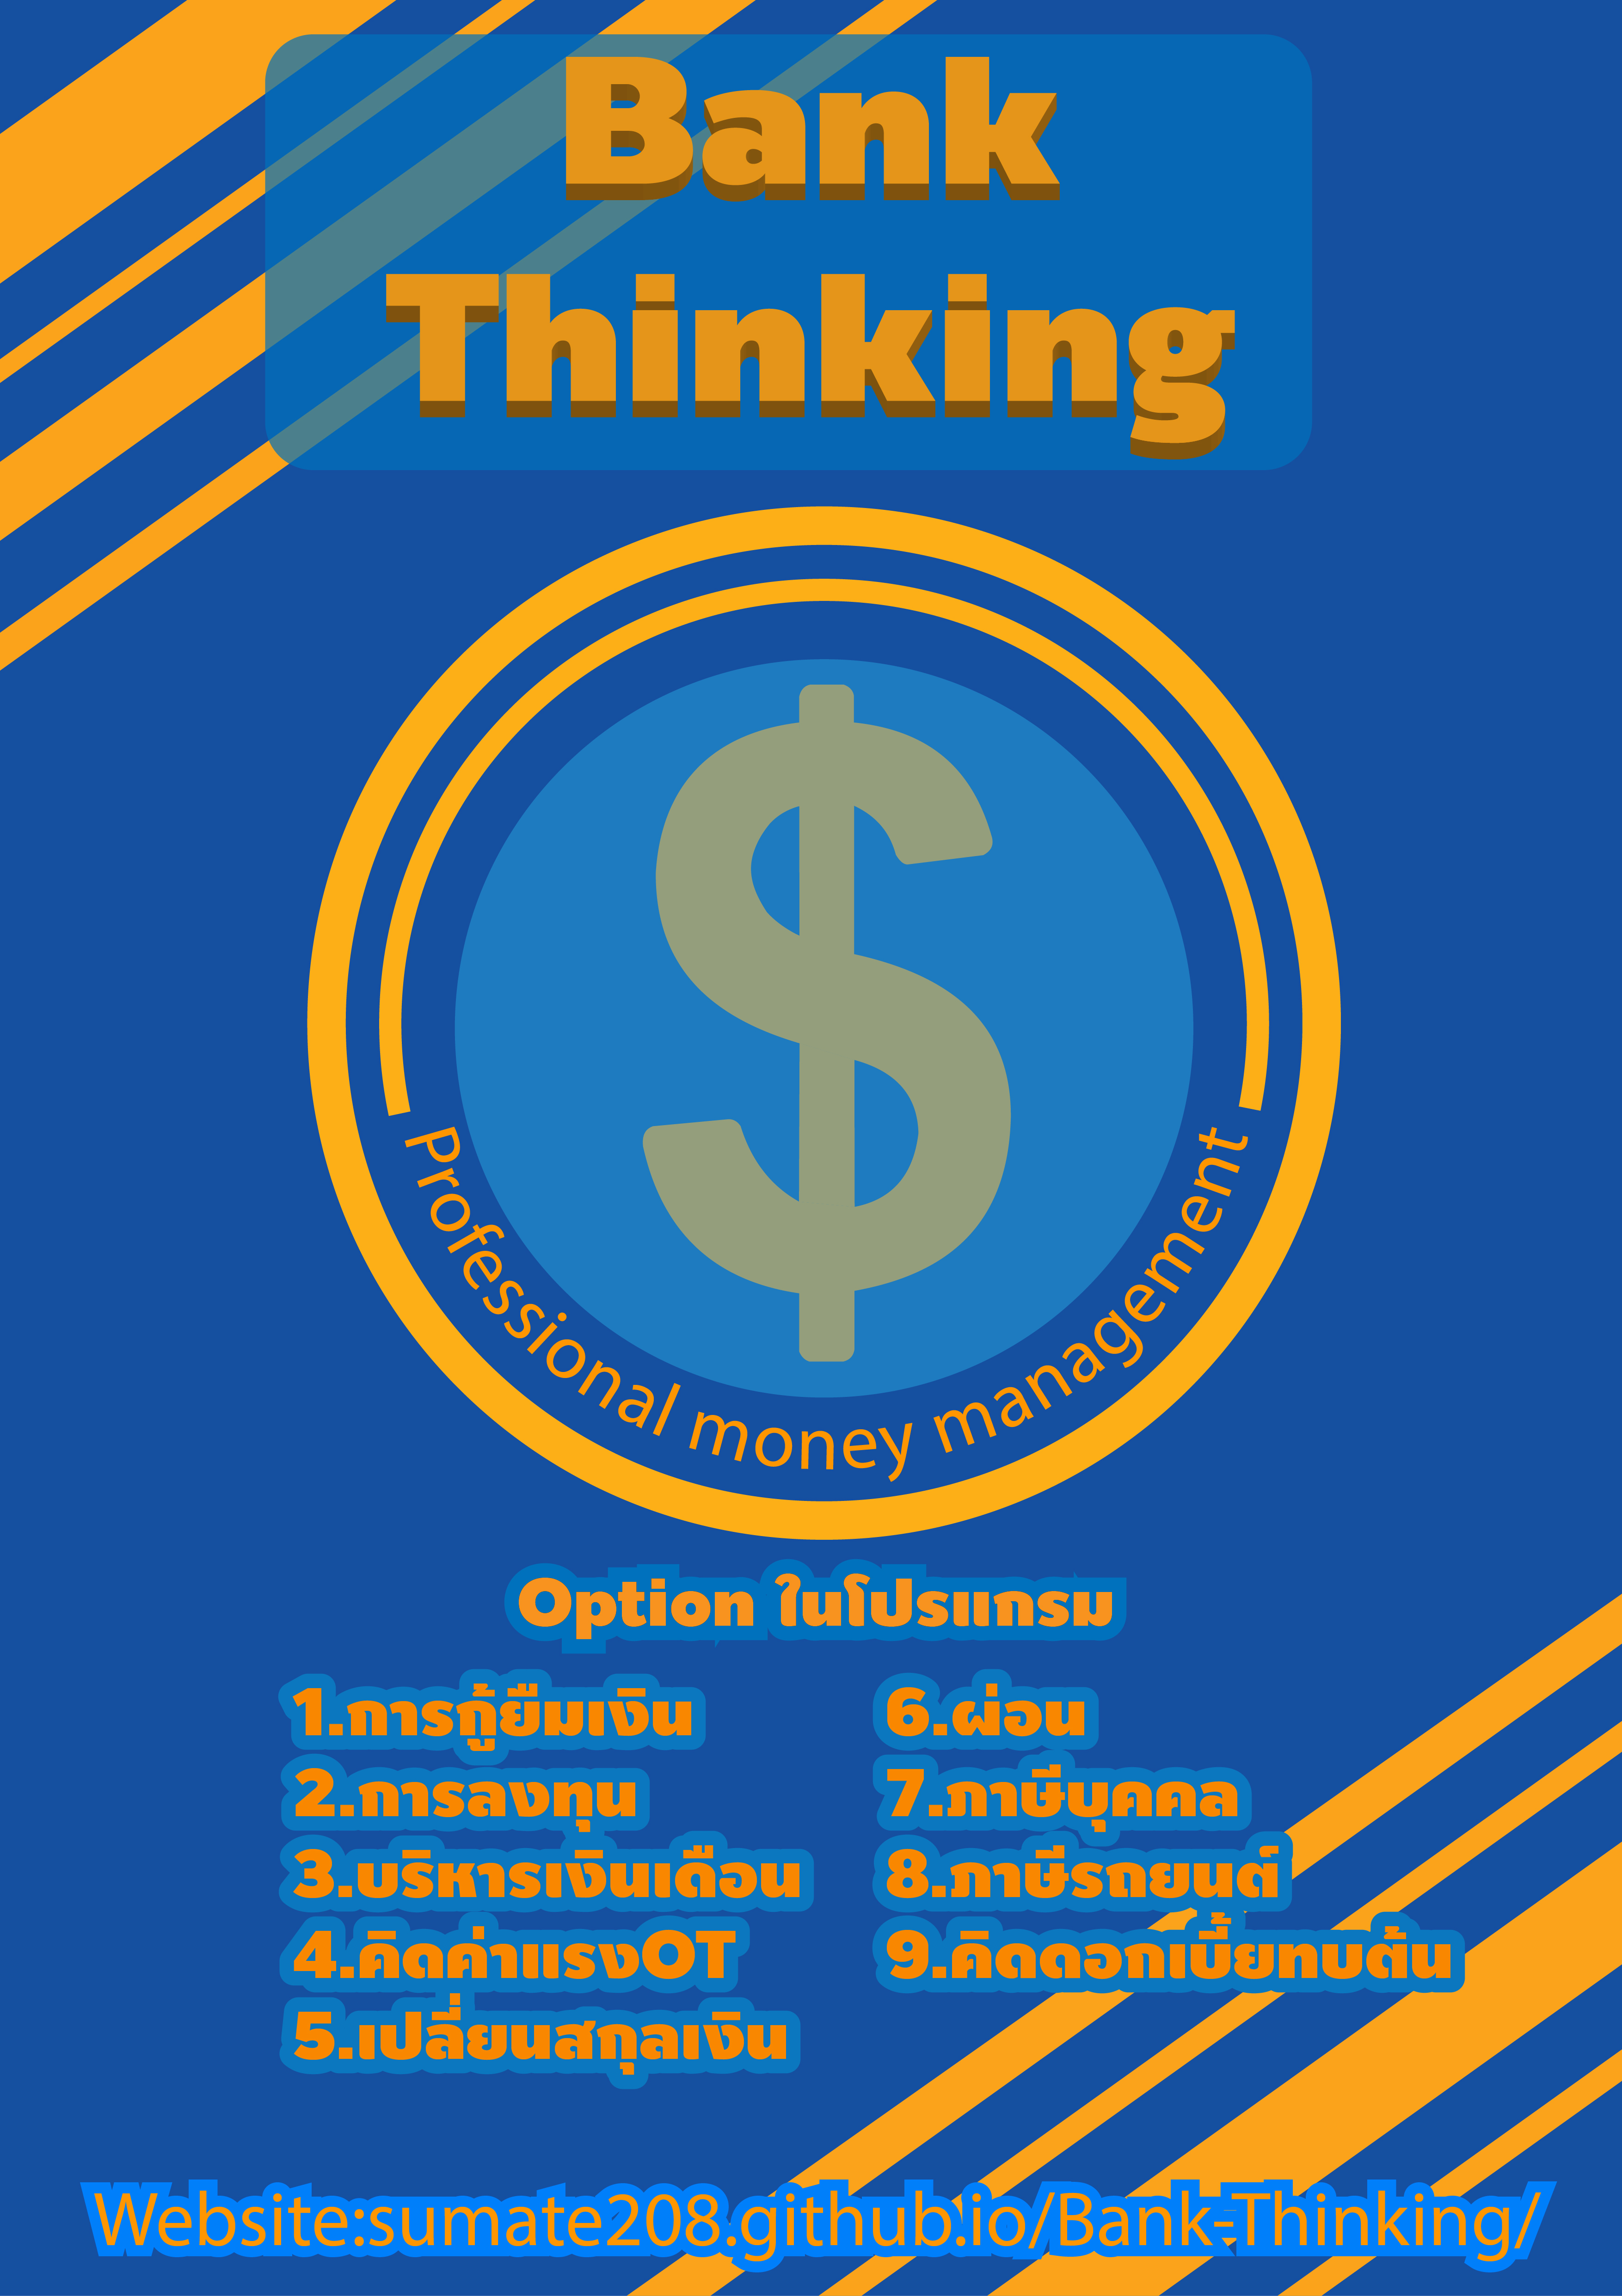 Bank
Thinking
Professional money management
Option ในโปรแกรม
1.การกู้ยืมเงิน
2.การลงทุน
3.บริหารเงินเดือน
4.คิดค่าแรงOT
5.เปลี่ยนสกุลเงิน
6.ผ่อน
7.ภาษีบุคคล
8.ภาษีรถยนต์
9.คิดดอกเบี้ยทบต้น
Website:sumate208.github.io/Bank-Thinking/